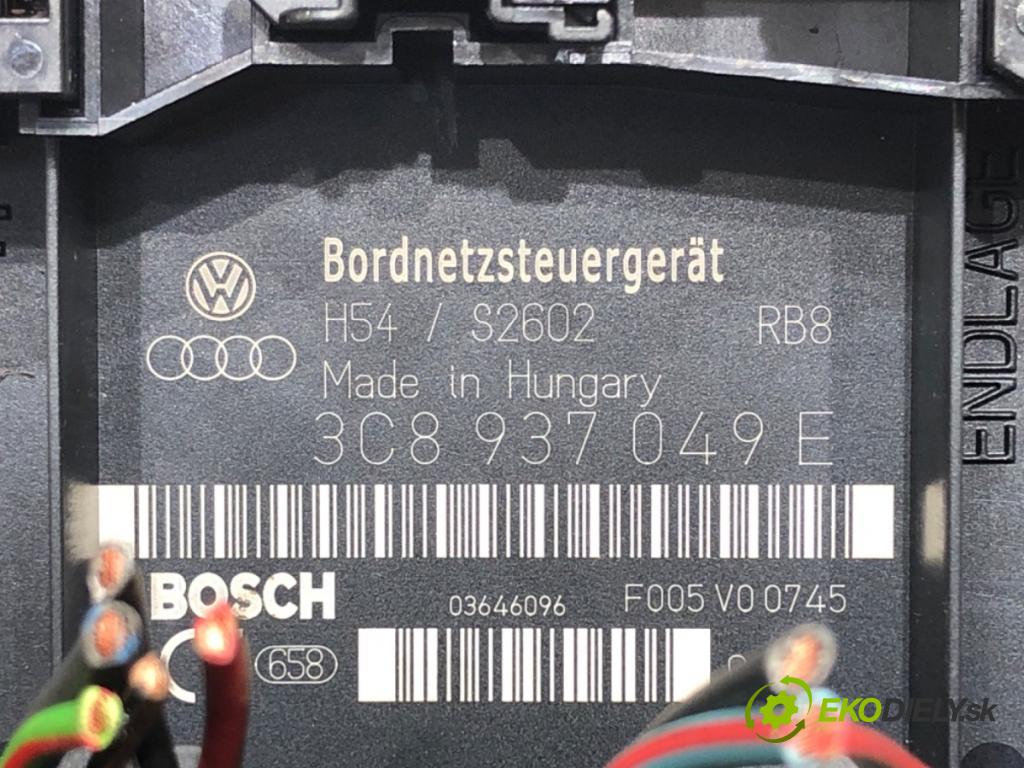 Bordnetzsteuergerät
H54 / S2602 RB8
Made in Hungary
3C8 937 049 E
ENDLAGE
BOSCH
03646096 F005 V0 0745
658
EKODIELY.sk